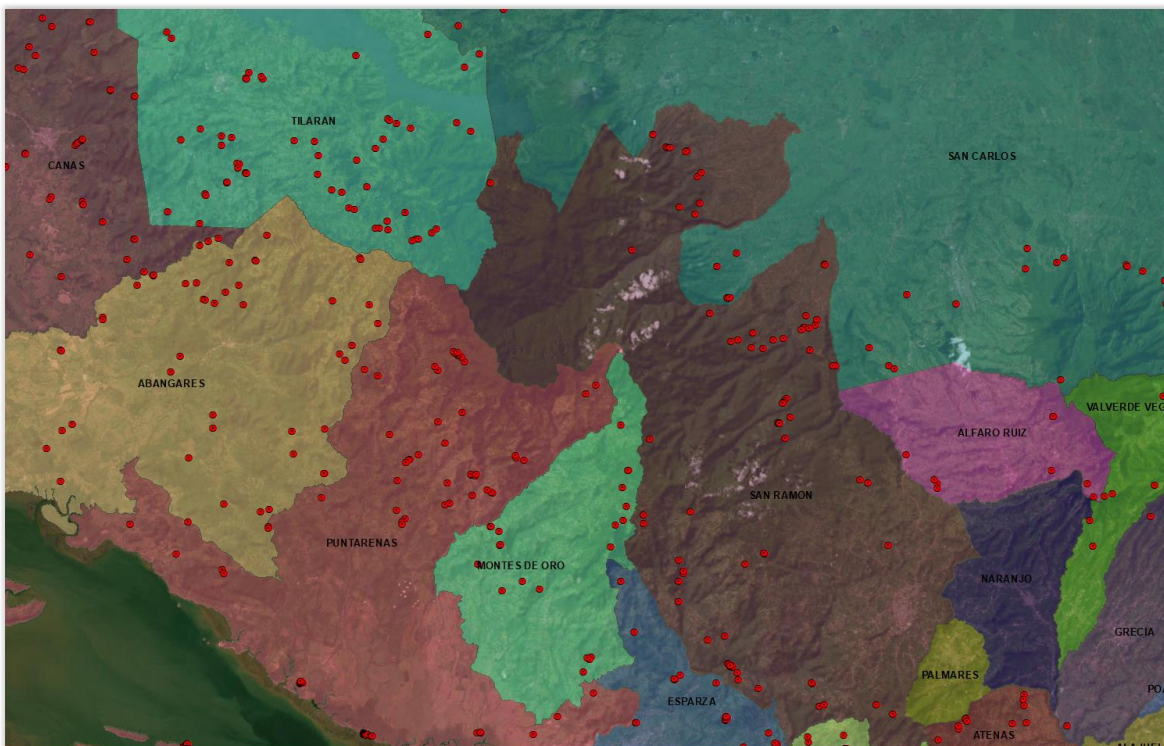 TILARAN
CANAS
SAN CARLOS
ABANGARES
VALVERDE VEG
ALFARO RUIZ
SAN RAMON
PUNTARENAS
MONTES DE ORO
NARANJO
GRECIA
PALMARES
ESPARZA
ATENAS